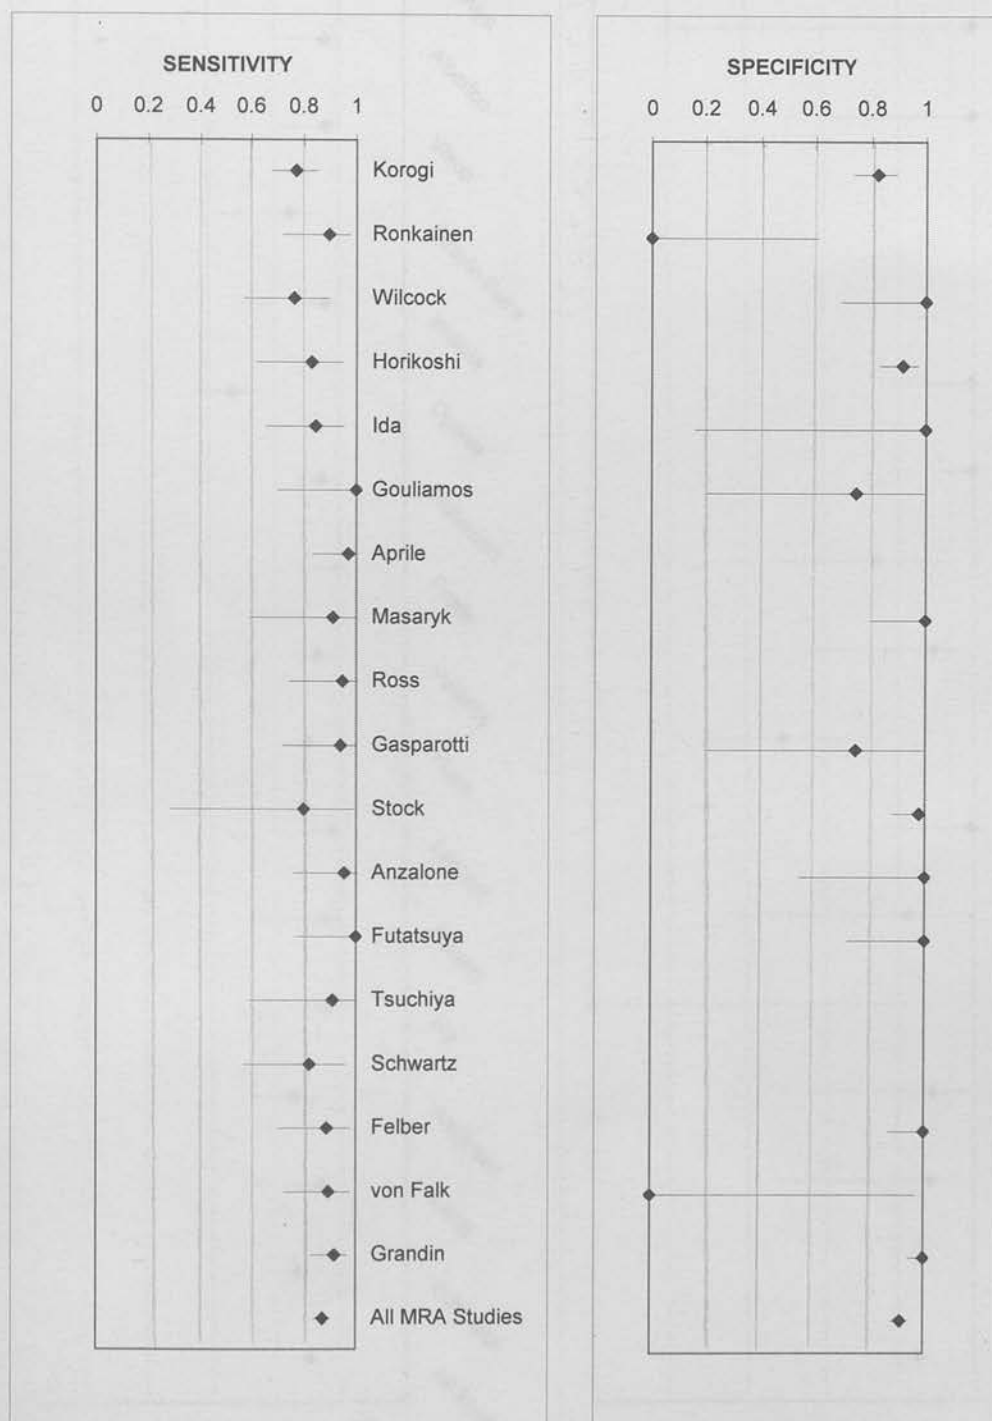 SENSITIVITY
0 0.2 0.4 0.6 0.8 1
Korogi
Ronkainen
Wilcock
Horikoshi
Ida
Gouliamos
Aprile
Masaryk
Ross
Gasparotti
Stock
Anzalone
Futatsuya
Tsuchiya
Schwartz
Felber
von Falk
Grandin
All MRA Studies
SPECIFICITY
0 0.2 0.4 0.6 0.8 1